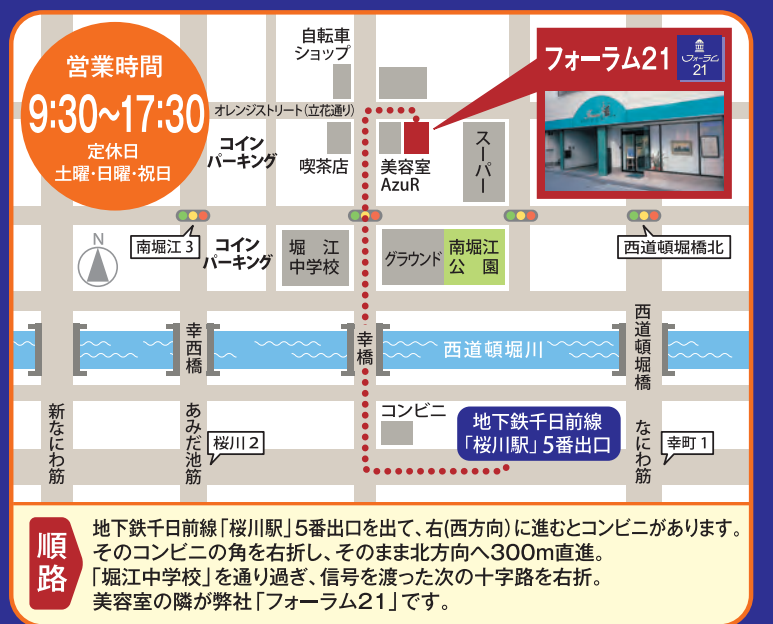 自転車
ショップ
フォーラム21
フォーラム
21
営業時間
9:30~17:30
定休日
土曜・日曜・祝日
オレンジストリート(立花通り)
コイン
パーキング
喫茶店
美容室
AzuR
スーパー
N
南堀江3
コイン
パーキング
堀江
中学校
グラウンド
南堀江
公園
西道頓堀橋北
幸西橋
幸橋
西道頓堀川
西道頓堀橋
新なにわ筋
あみだ池筋
桜川2
コンビニ
地下鉄千日前線
「桜川駅」5番出口
なにわ筋
幸町1
順路
地下鉄千日前線「桜川駅」5番出口を出て、右(西方向)に進むとコンビニがあります。
そのコンビニの角を右折し、そのまま北方向へ300m直進。
「堀江中学校」を通り過ぎ、信号を渡った次の十字路を右折。
美容室の隣が弊社「フォーラム21」です。